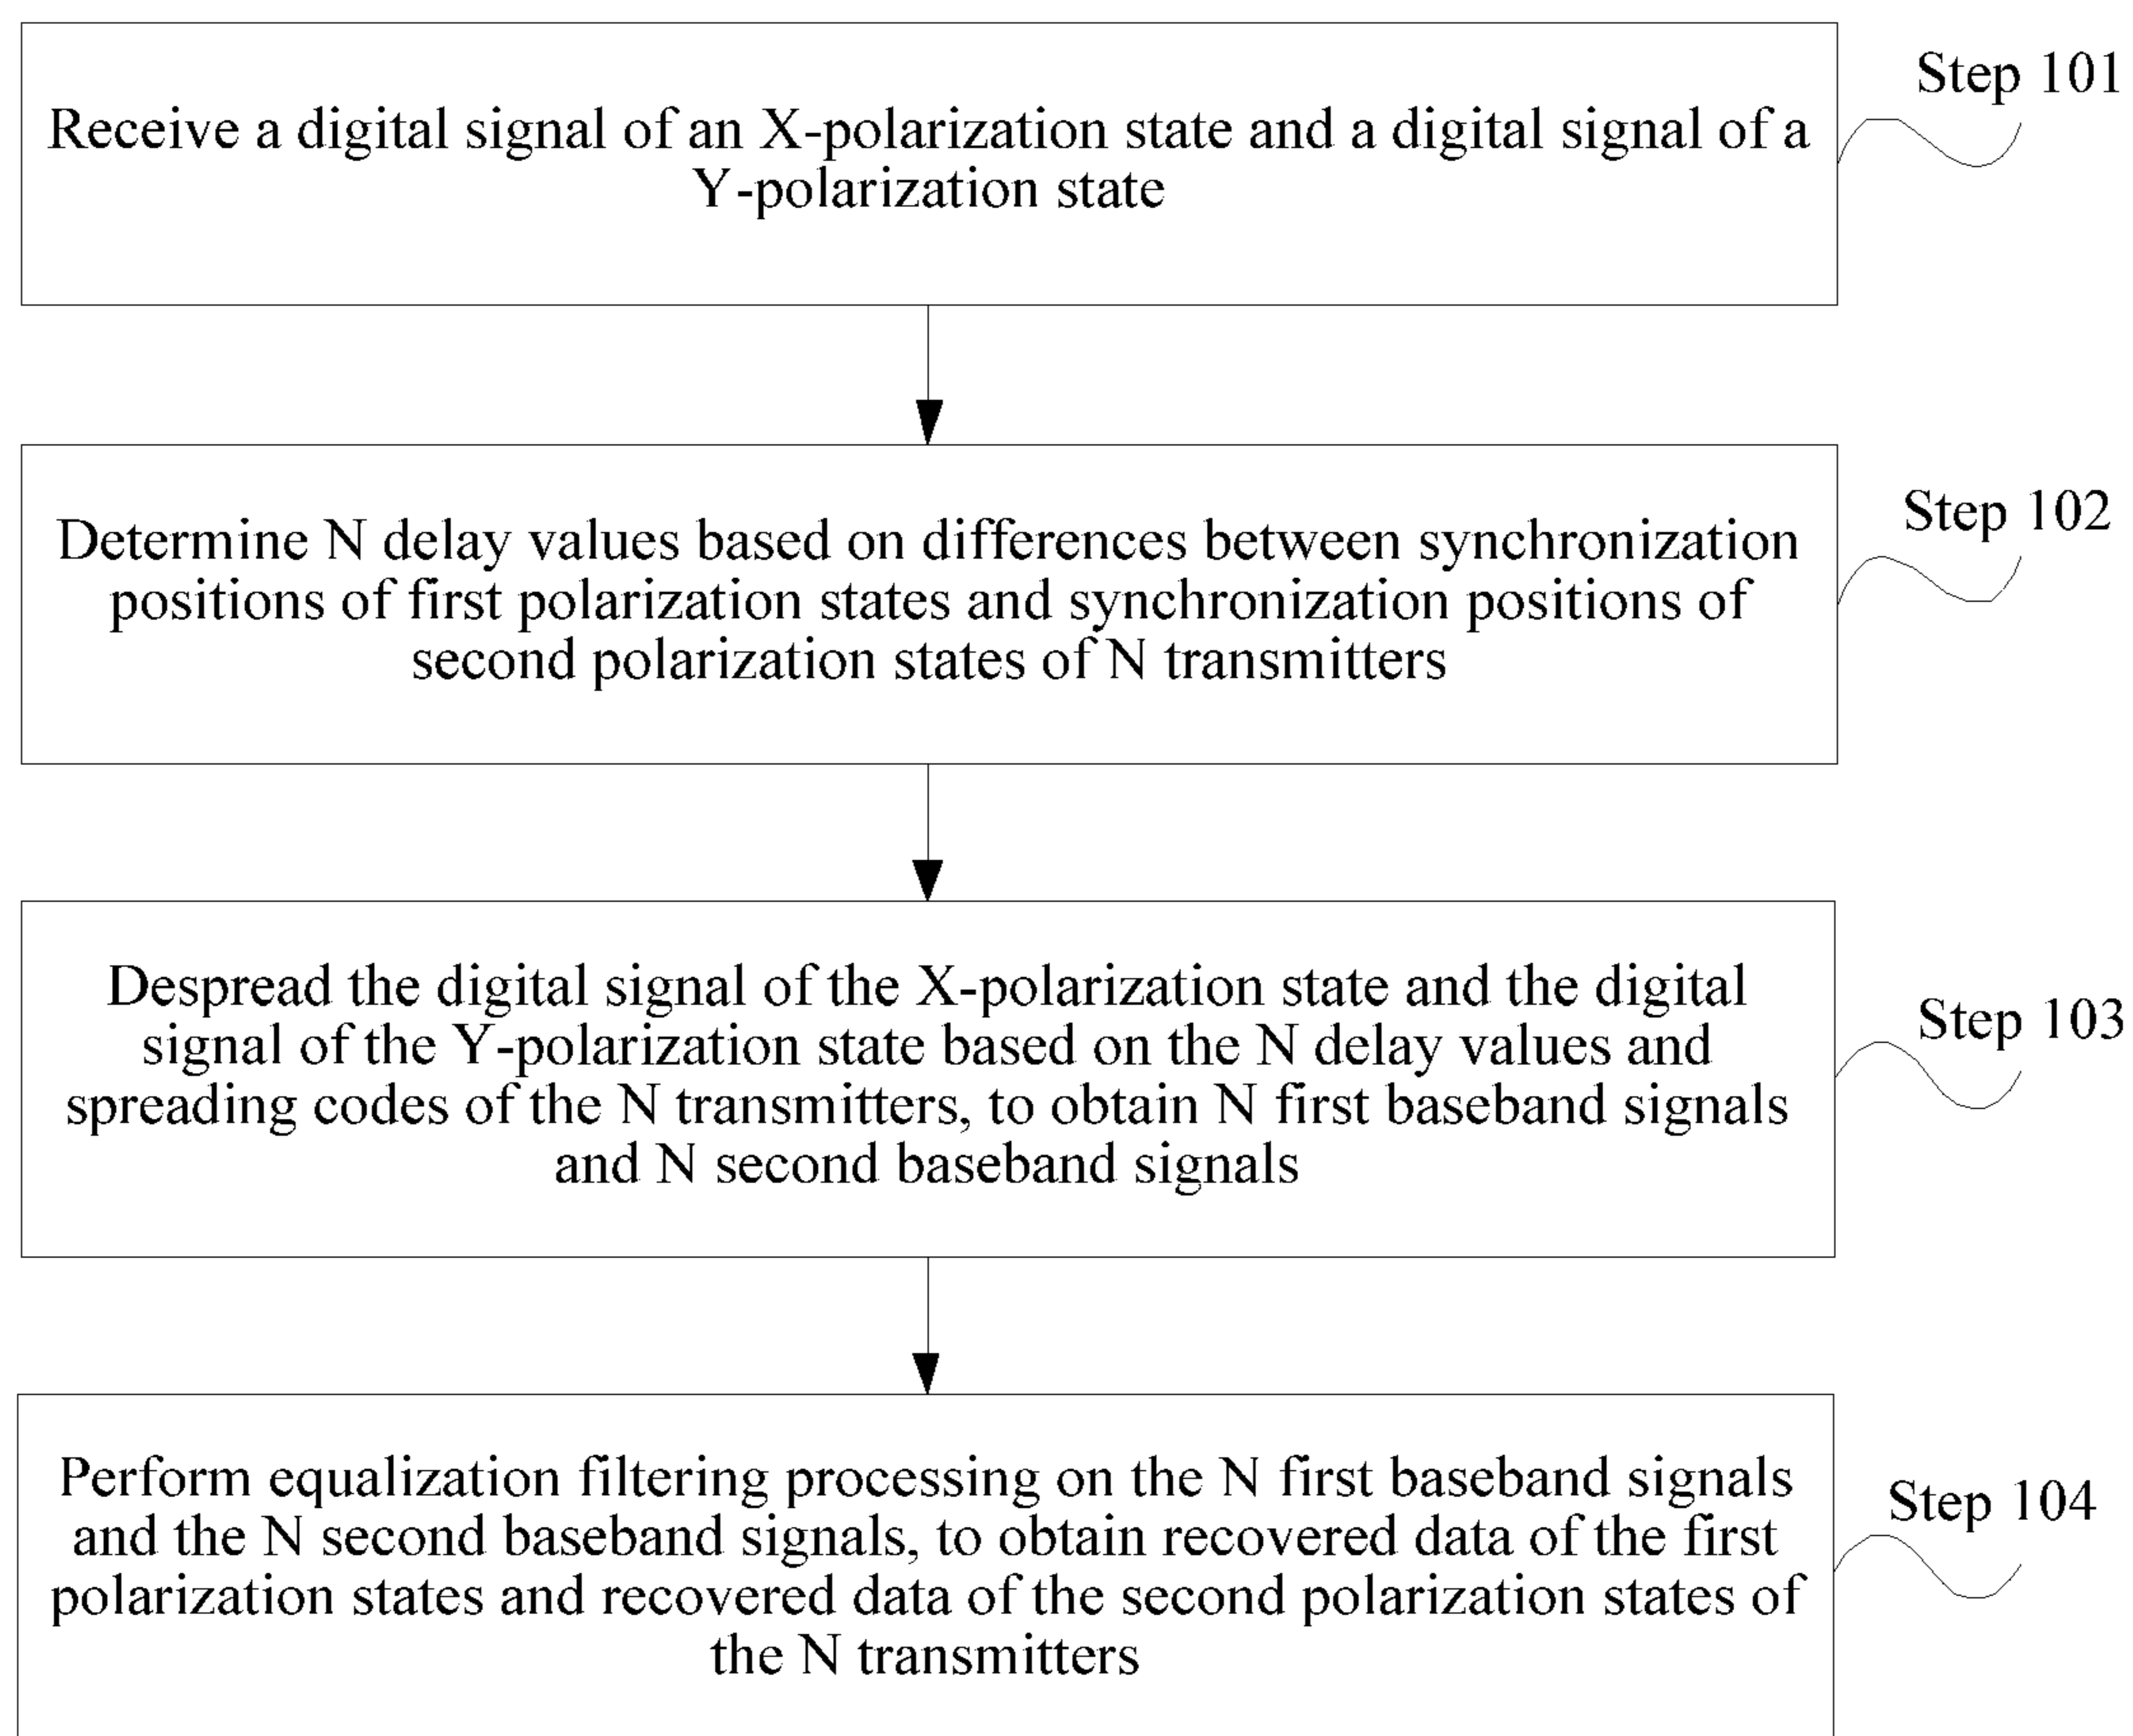 Step 101
Receive a digital signal of an X-polarization state and a digital signal of a
Y-polarization state
Step 102
Determine N delay values based on differences between synchronization
positions of first polarization states and synchronization positions of
second polarization states of N transmitters
Step 103
Despread the digital signal of the X-polarization state and the digital
signal of the Y-polarization state based on the N delay values and
spreading codes of the N transmitters, to obtain N first baseband signals
and N second baseband signals
Step 104
Perform equalization filtering processing on the N first baseband signals
and the N second baseband signals, to obtain recovered data of the first
polarization states and recovered data of the second polarization states of
the N transmitters